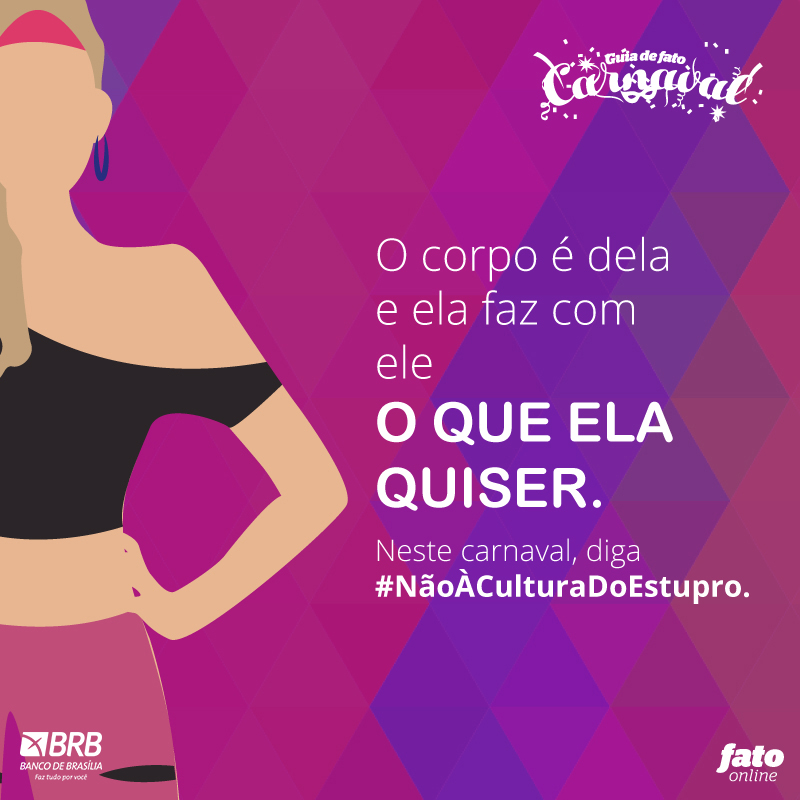 Guia de fato
Carnaval
O corpo é dela
e ela faz com
ele
O QUE ELA
QUISER.
Neste carnaval, diga
#NãoÀCulturaDoEstupro.
BRB
BANCO DE BRASÍLIA
Faz tudo por você
fato
online